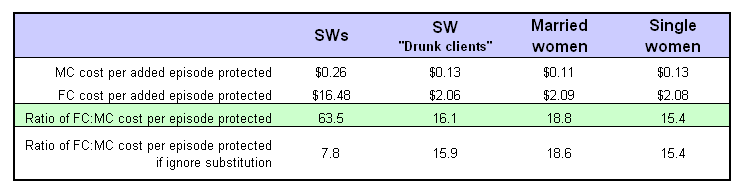 SWs SW "Drunk clients" Married women Single women
MC cost per added episode protected $0.26 $0.13 $0.11 $0.13
FC cost per added episode protected $16.48 $2.06 $2.09 $2.08
Ratio of FC:MC cost per episode protected 63.5 16.1 18.8 15.4
Ratio of FC:MC cost per episode protected
if ignore substitution 7.8 15.9 18.6 15.4